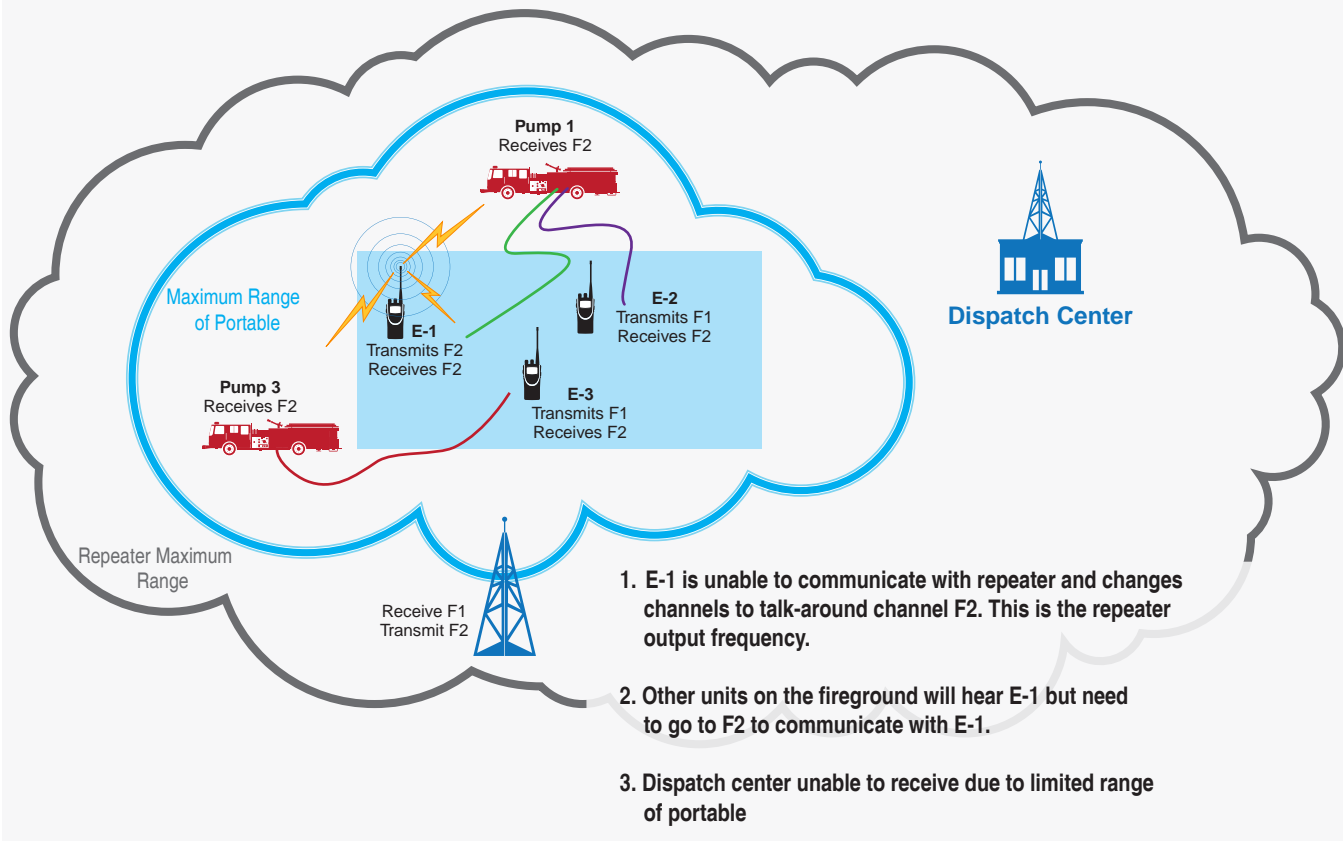 Pump 1
Receives F2
Maximum Range
of Portable
E-1
Transmits F2
Receives F2
E-2
Transmits F1
Receives F2
Dispatch Center
Pump 3
Receives F2
E-3
Transmits F1
Receives F2
Repeater Maximum
Range
Receive F1
Transmit F2
1. E-1 is unable to communicate with repeater and changes
channels to talk-around channel F2. This is the repeater
output frequency.
2. Other units on the fireground will hear E-1 but need
to go to F2 to communicate with E-1.
3. Dispatch center unable to receive due to limited range
of portable